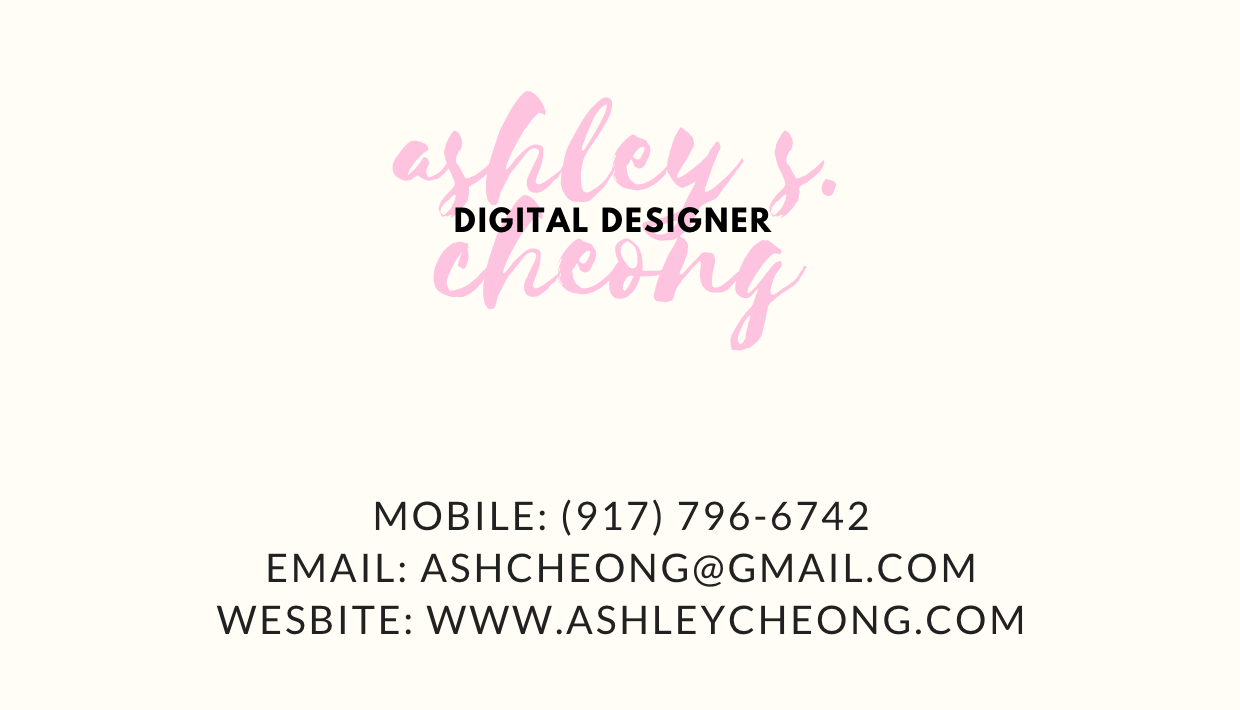 ashley s.
DIGITAL DESIGNER
cheong
MOBILE: (917) 796-6742
EMAIL: ASHCHEONG@GMAIL.COM
WESBITE: WWW.ASHLEYCHEONG.COM